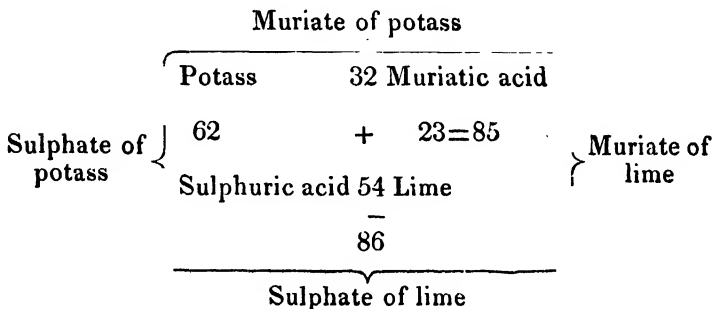 Muriate of potass
Potass 32 Muriatic acid
62 + 23=85
Sulphate of potass
Muriate of lime
Sulphuric acid 54 Lime
86
Sulphate of lime